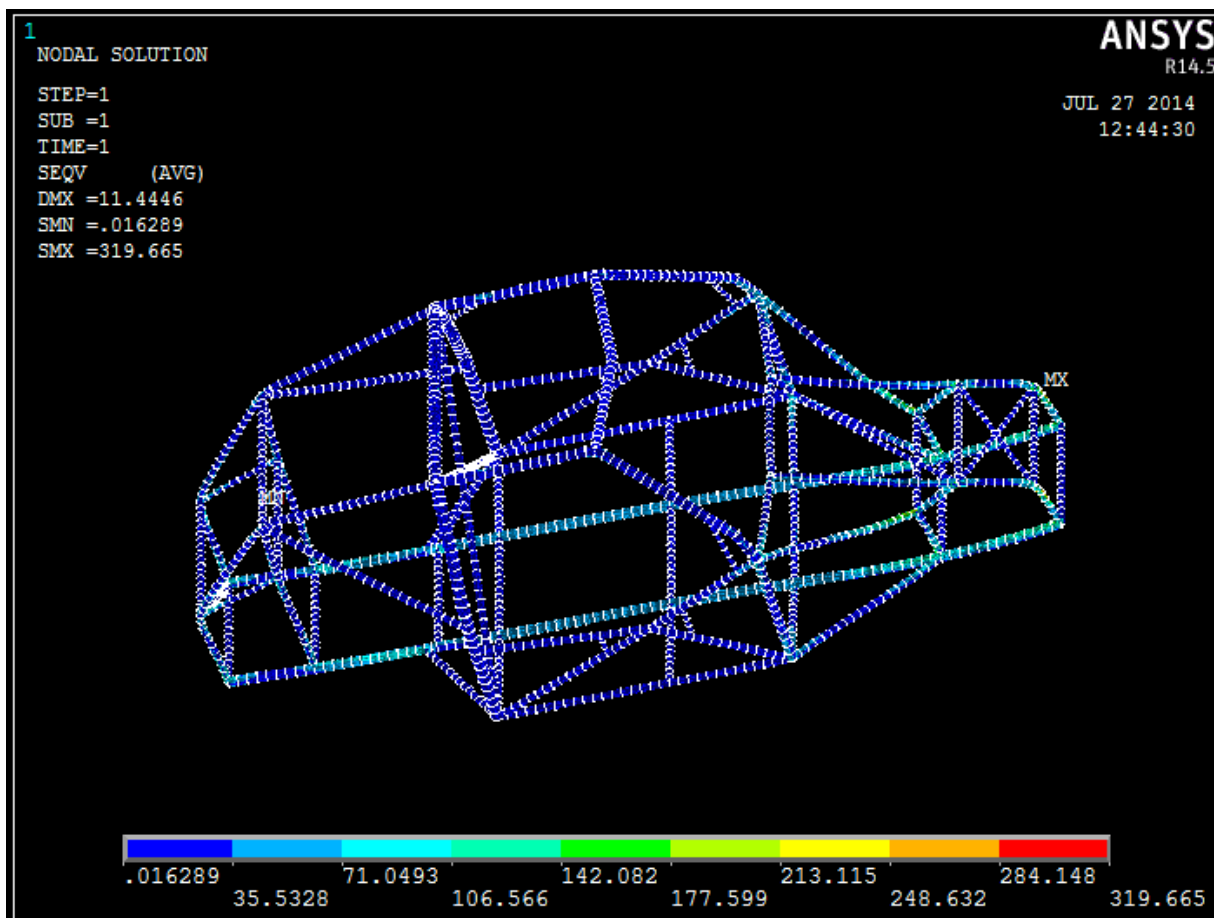 1
NODAL SOLUTION
STEP=1
SUB =1
TIME=1
SEQV (AVG)
DMX =11.4446
SMN =.016289
SMX =319.665
ANSYS
R14.5
JUL 27 2014
12:44:30
MX
MN
.016289 71.0493 142.082 213.115 284.148
35.5328 106.566 177.599 248.632 319.665